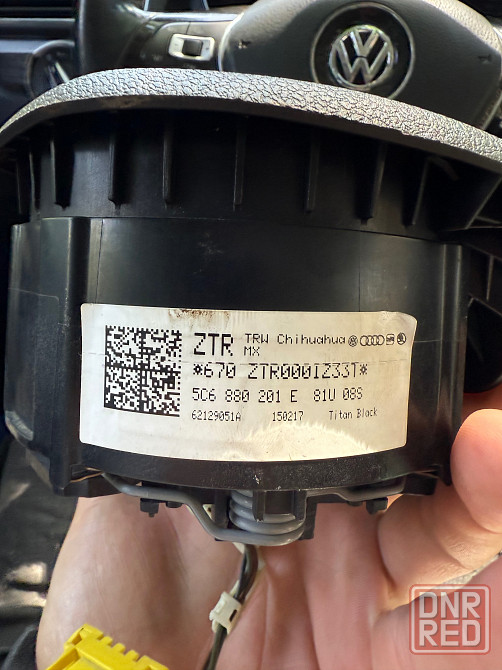 ZTR TRW Chihuahua
MX
*670 ZTR000IZ33T*
5C6 880 201 E 81U 08S
62129051A 150217 Titan Black
DNR
RED